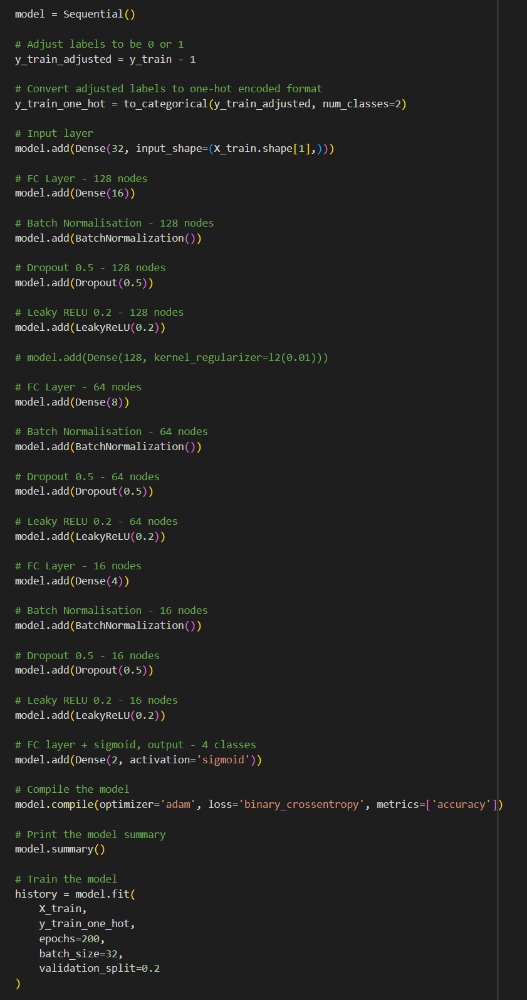 model = Sequential()
# Adjust labels to be 0 or 1
y_train_adjusted = y_train - 1
# Convert adjusted labels to one-hot encoded format
y_train_one_hot = to_categorical(y_train_adjusted, num_classes=2)
# Input layer
model.add(Dense(32, input_shape=(X_train.shape[1],)))
# FC Layer - 128 nodes
model.add(Dense(16))
# Batch Normalisation - 128 nodes
model.add(BatchNormalization())
# Dropout 0.5 - 128 nodes
model.add(Dropout(0.5))
# Leaky RELU 0.2 - 128 nodes
model.add(LeakyReLU(0.2))
# model.add(Dense(128, kernel_regularizer=l2(0.01)))
# FC Layer - 64 nodes
model.add(Dense(8))
# Batch Normalisation - 64 nodes
model.add(BatchNormalization())
# Dropout 0.5 - 64 nodes
model.add(Dropout(0.5))
# Leaky RELU 0.2 - 64 nodes
model.add(LeakyReLU(0.2))
# FC Layer - 16 nodes
model.add(Dense(4))
# Batch Normalisation - 16 nodes
model.add(BatchNormalization())
# Dropout 0.5 - 16 nodes
model.add(Dropout(0.5))
# Leaky RELU 0.2 - 16 nodes
model.add(LeakyReLU(0.2))
# FC layer + sigmoid, output - 4 classes
model.add(Dense(2, activation='sigmoid'))
# Compile the model
model.compile(optimizer='adam', loss='binary_crossentropy', metrics=['accuracy'])
# Print the model summary
model.summary()
# Train the model
history = model.fit(
    X_train,
    y_train_one_hot,
    epochs=200,
    batch_size=32,
    validation_split=0.2
)